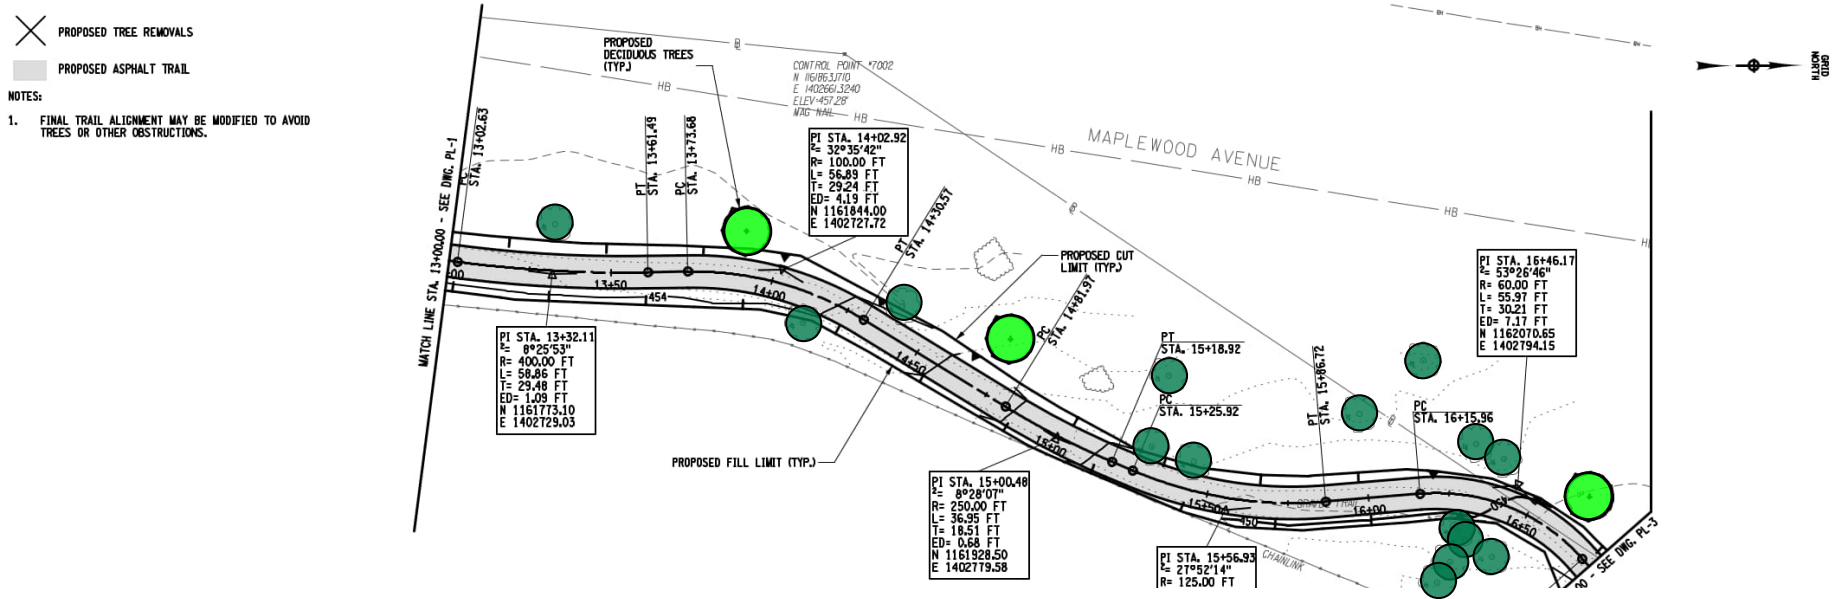 PROPOSED TREE REMOVALS
PROPOSED ASPHALT TRAIL
NOTES:
1. FINAL TRAIL ALIGNMENT MAY BE MODIFIED TO AVOID
TREES OR OTHER OBSTRUCTIONS.
MATCH LINE STA. 13+00.00 - SEE DWG. PL-1
PC
STA. 13+02.63
PT
STA. 13+61.49
PC
STA. 13+73.68
PROPOSED
DECIDUOUS TREES
(TYP.)
CONTROL POINT #7002
ELEV=457.28'
MAG NAIL
HB
HB
HB
HB
HB
MAPLEWOOD AVENUE
GRID
NORTH
PI STA. 14+02.92
32°35'42"
R= 100.00 FT
L= 56.89 FT
T= 29.24 FT
ED= 4.19 FT
N 1161844.00
E 1402727.72
PT
STA. 14+30.57
PROPOSED CUT
LIMIT (TYP.)
PC
STA. 14+81.97
13+50
454
14+00
14+50
15+00
15+50
450
16+00
16+50
450
PI STA. 13+32.11
8°25'53"
R= 400.00 FT
L= 58.86 FT
T= 29.48 FT
ED= 1.09 FT
N 1161773.10
E 1402729.03
PROPOSED FILL LIMIT (TYP.)
PI STA. 15+00.48
8°28'07"
R= 250.00 FT
L= 36.95 FT
T= 18.51 FT
ED= 0.68 FT
N 1161928.50
E 1402779.58
PT
STA. 15+18.92
PC
STA. 15+25.92
PT
STA. 15+86.72
PC
STA. 16+15.96
PI STA. 16+46.17
53°26'46"
R= 60.00 FT
L= 55.97 FT
T= 30.21 FT
ED= 7.17 FT
N 1162070.65
E 1402794.15
PI STA. 15+56.93
27°52'14"
R= 125.00 FT
CHAINLINK
00 - SEE DWG. PL-3